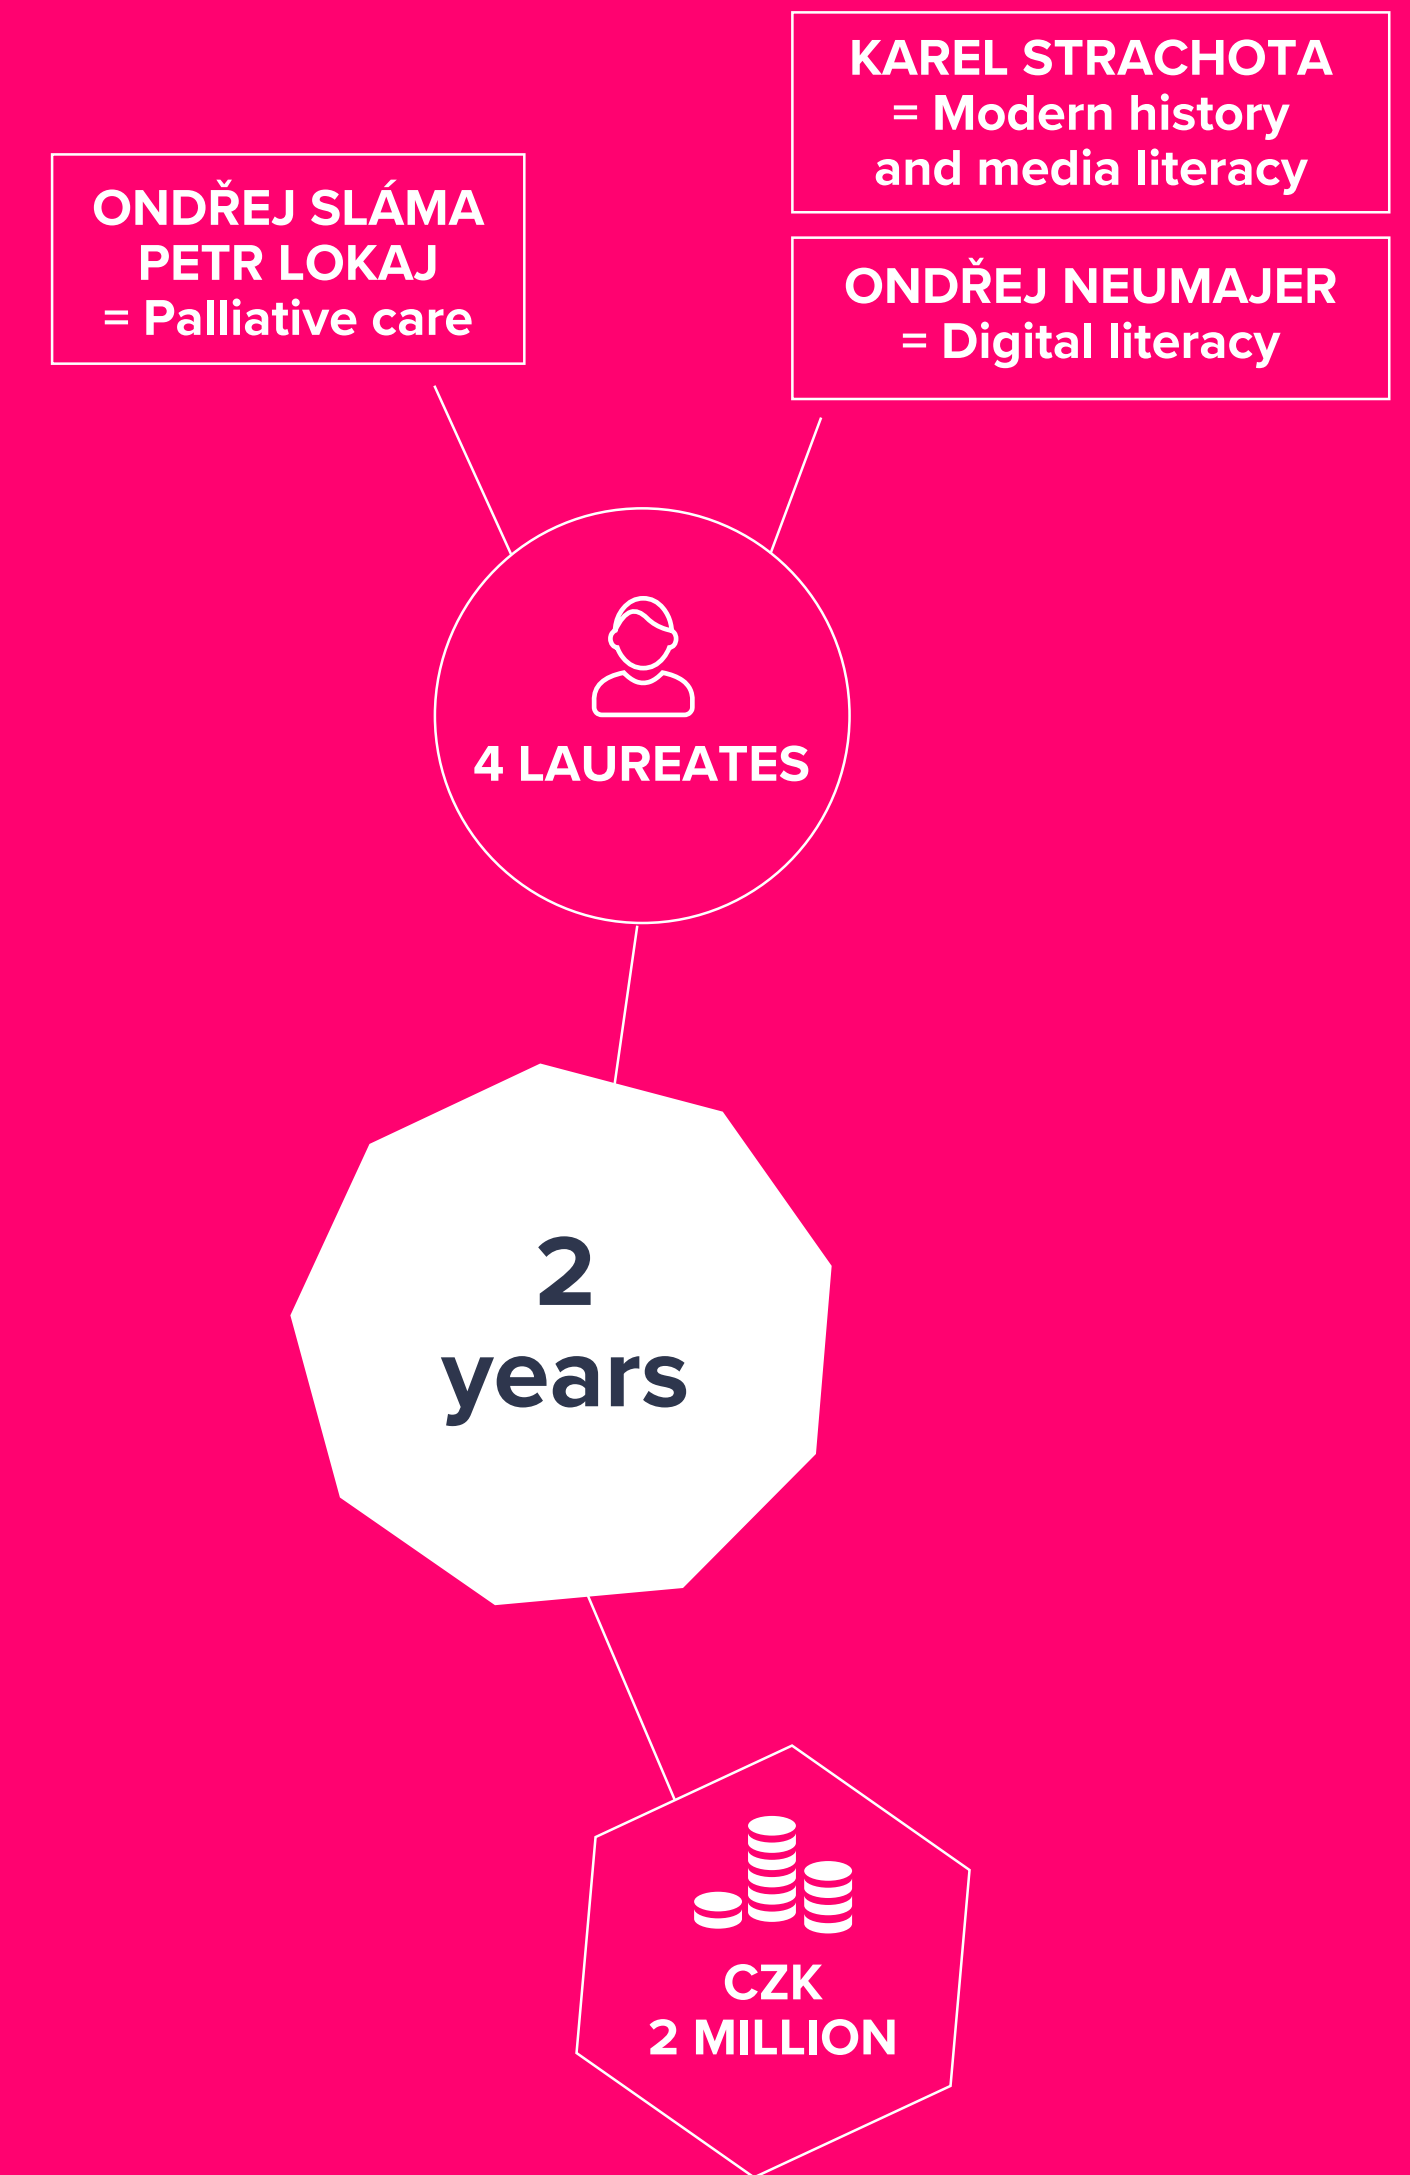 KAREL STRACHOTA
= Modern history
and media literacy
ONDŘEJ SLÁMA
PETR LOKAJ
= Palliative care
ONDŘEJ NEUMAJER
= Digital literacy
4 LAUREATES
2
years
CZK
2 MILLION